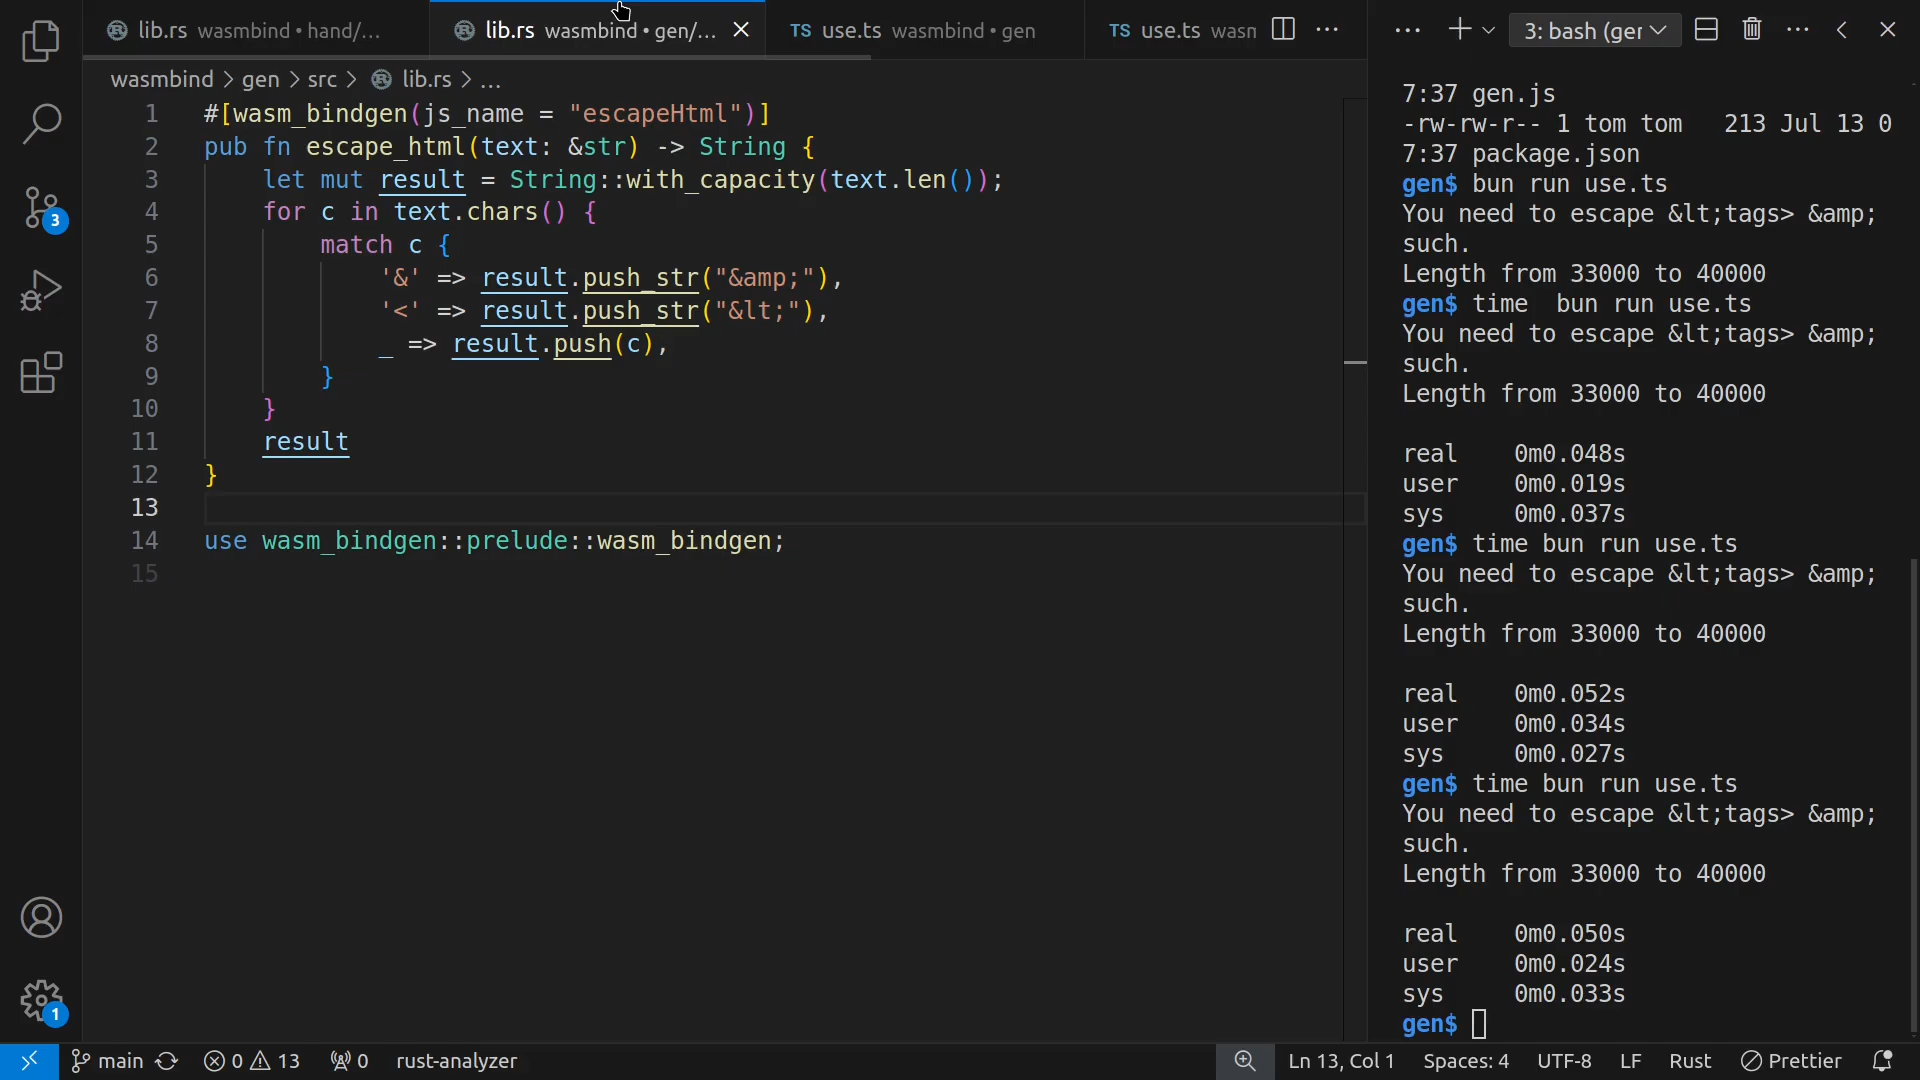 lib.rs wasmbind • hand/...
lib.rs wasmbind • gen/...
TS use.ts wasmbind • gen
TS use.ts wasn
3: bash (ger
wasmbind > gen > src > lib.rs > ...
1 #[wasm_bindgen(js_name = "escapeHtml")]
2 pub fn escape_html(text: &str) -> String {
3 let mut result = String::with_capacity(text.len());
4 for c in text.chars() {
5 match c {
6 '&' => result.push_str("&amp;"),
7 '<' => result.push_str("&lt;"),
8 _ => result.push(c),
9 }
10 }
11 result
12 }
13
14 use wasm_bindgen::prelude::wasm_bindgen;
15
7:37 gen.js
-rw-rw-r-- 1 tom tom 213 Jul 13 0
7:37 package.json
gen$ bun run use.ts
You need to escape &lt;tags> &amp;
such.
Length from 33000 to 40000
gen$ time  bun run use.ts
You need to escape &lt;tags> &amp;
such.
Length from 33000 to 40000
real 0m0.048s
user 0m0.019s
sys 0m0.037s
gen$ time bun run use.ts
You need to escape &lt;tags> &amp;
such.
Length from 33000 to 40000
real 0m0.052s
user 0m0.034s
sys 0m0.027s
gen$ time bun run use.ts
You need to escape &lt;tags> &amp;
such.
Length from 33000 to 40000
real 0m0.050s
user 0m0.024s
sys 0m0.033s
gen$
3
1
main 0 13 0 rust-analyzer Ln 13, Col 1 Spaces: 4 UTF-8 LF Rust Prettier